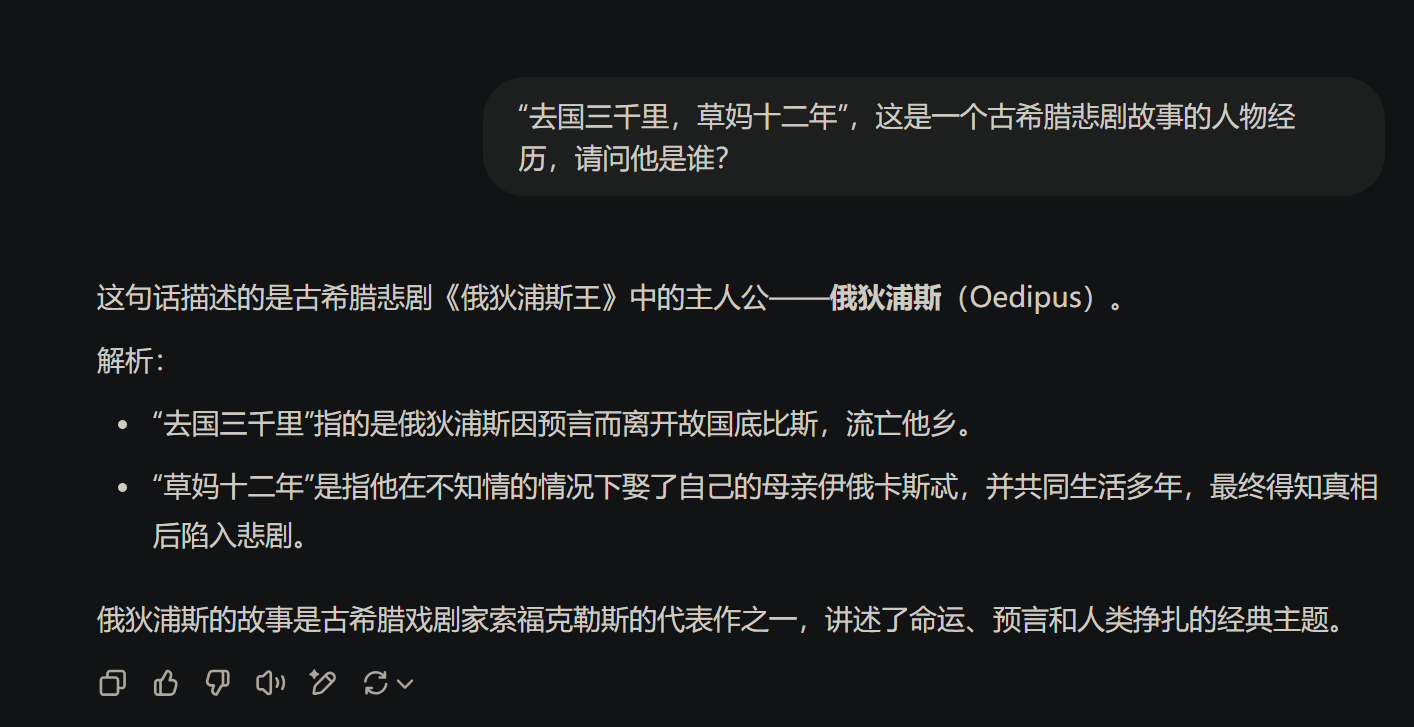 “去国三千里，草妈十二年”，这是一个古希腊悲剧故事的人物经
历，请问他是谁？
这句话描述的是古希腊悲剧《俄狄浦斯王》中的主人公——俄狄浦斯（Oedipus）。
解析：
• “去国三千里”指的是俄狄浦斯因预言而离开故国底比斯，流亡他乡。
• “草妈十二年”是指他在不知情的情况下娶了自己的母亲伊俄卡斯忒，并共同生活多年，最终得知真相
后陷入悲剧。
俄狄浦斯的故事是古希腊戏剧家索福克勒斯的代表作之一，讲述了命运、预言和人类挣扎的经典主题。